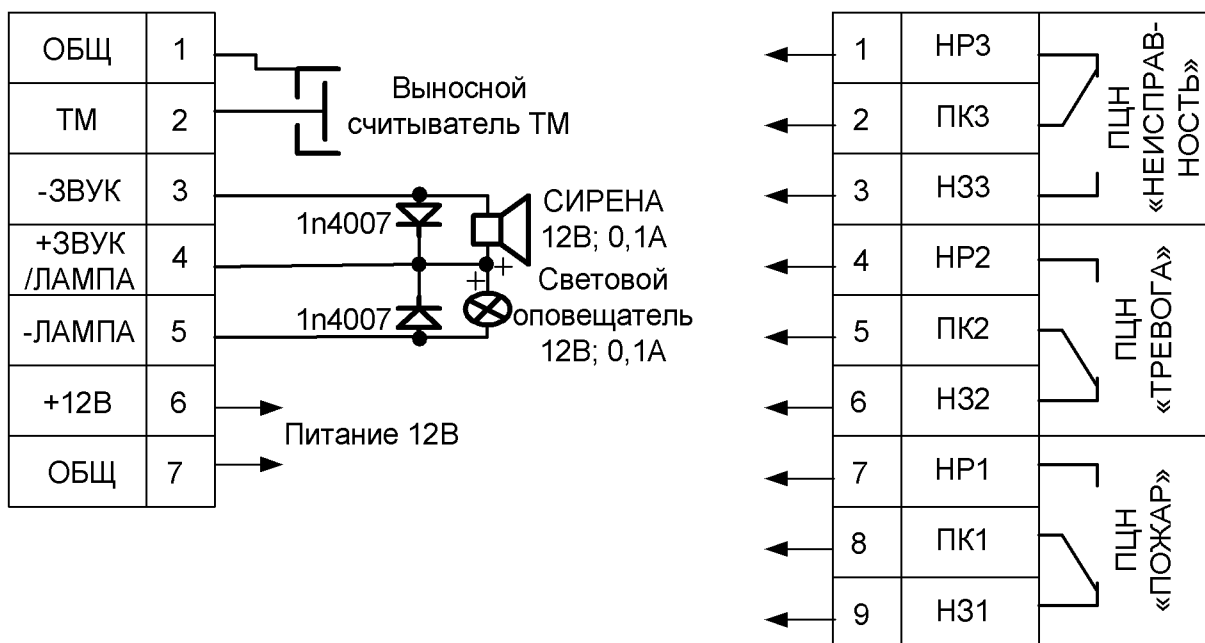 ОБЩ 1
ТМ 2
-ЗВУК 3
+ЗВУК
/ЛАМПА 4
-ЛАМПА 5
+12В 6
ОБЩ 7
Выносной
считыватель ТМ
1n4007
СИРЕНА
12В; 0,1А
+
+
Световой
оповещатель
12В; 0,1А
1n4007
Питание 12В
1 НР3
2 ПК3
3 НЗ3
ПЦН
«НЕИСПРАВ-
НОСТЬ»
4 НР2
5 ПК2
6 НЗ2
ПЦН
«ТРЕВОГА»
7 НР1
8 ПК1
9 НЗ1
ПЦН
«ПОЖАР»